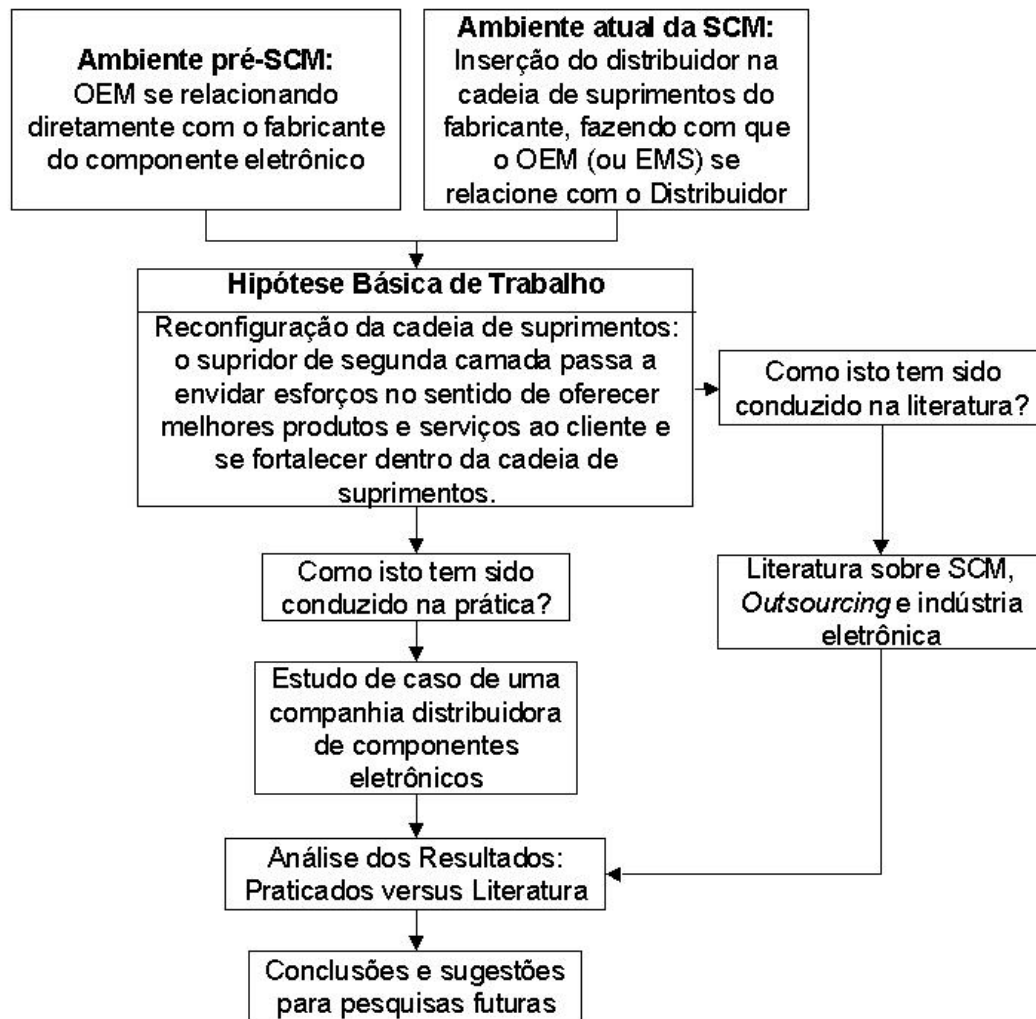 Ambiente pré-SCM:
OEM se relacionando
diretamente com o fabricante
do componente eletrônico
Ambiente atual da SCM:
Inserção do distribuidor na
cadeia de suprimentos do
fabricante, fazendo com que
o OEM (ou EMS) se
relacione com o Distribuidor
Hipótese Básica de Trabalho
Reconfiguração da cadeia de suprimentos:
o supridor de segunda camada passa a
envidar esforços no sentido de oferecer
melhores produtos e serviços ao cliente e
se fortalecer dentro da cadeia de
suprimentos.
Como isto tem sido
conduzido na literatura?
Como isto tem sido
conduzido na prática?
Literatura sobre SCM,
Outsourcing e indústria
eletrônica
Estudo de caso de uma
companhia distribuidora
de componentes
eletrônicos
Análise dos Resultados:
Praticados versus Literatura
Conclusões e sugestões
para pesquisas futuras